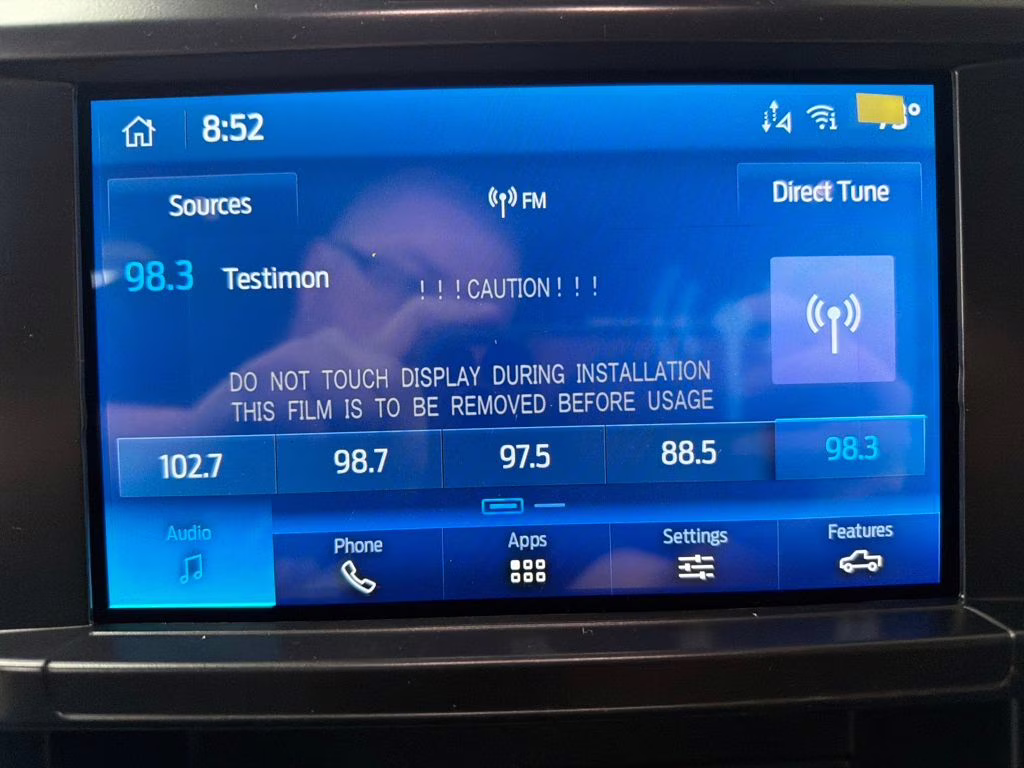 8:52
Sources
FM
Direct Tune
98.3 Testimon
! ! ! CAUTION ! ! !
DO NOT TOUCH DISPLAY DURING INSTALLATION
THIS FILM IS TO BE REMOVED BEFORE USAGE
102.7 98.7 97.5 88.5 98.3
Audio Phone Apps Settings Features